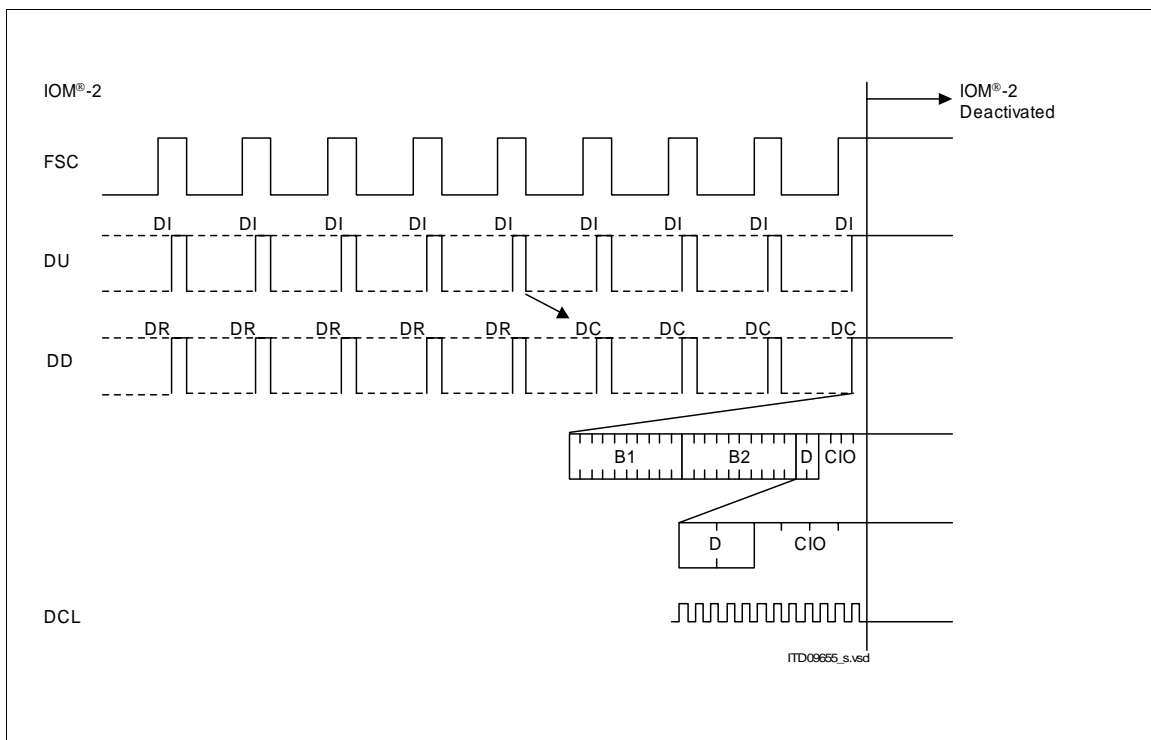 IOM®-2
IOM®-2
Deactivated
FSC
DI DI DI DI DI DI DI DI DI
DU
DR DR DR DR DR DC DC DC DC
DD
B1 B2 D CIO
D CIO
DCL
ITD09655_s.vsd